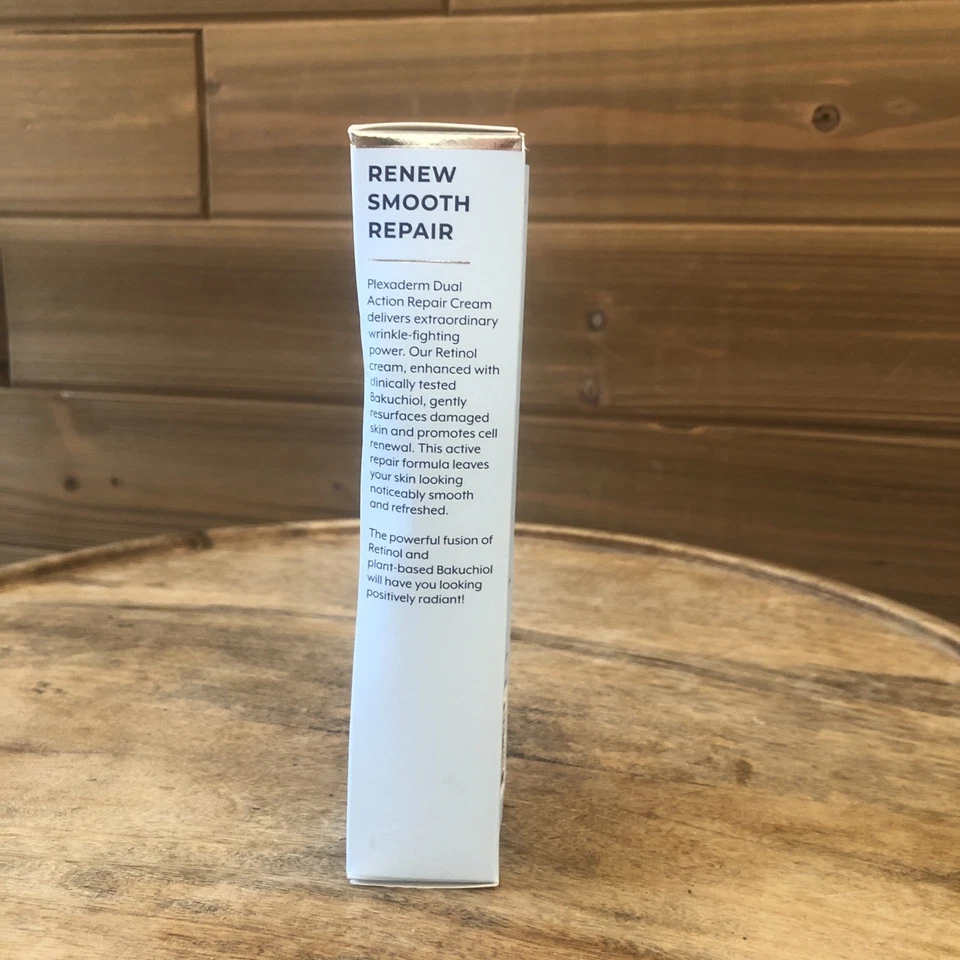 RENEW
SMOOTH
REPAIR
Plexaderm Dual
Action Repair Cream
delivers extraordinary
wrinkle-fighting
power. Our Retinol
cream, enhanced with
clinically tested
Bakuchiol, gently
resurfaces damaged
skin and promotes cell
renewal. This active
repair formula leaves
your skin looking
noticeably smooth
and refreshed.
The powerful fusion of
Retinol and
plant-based Bakuchiol
will have you looking
positively radiant!